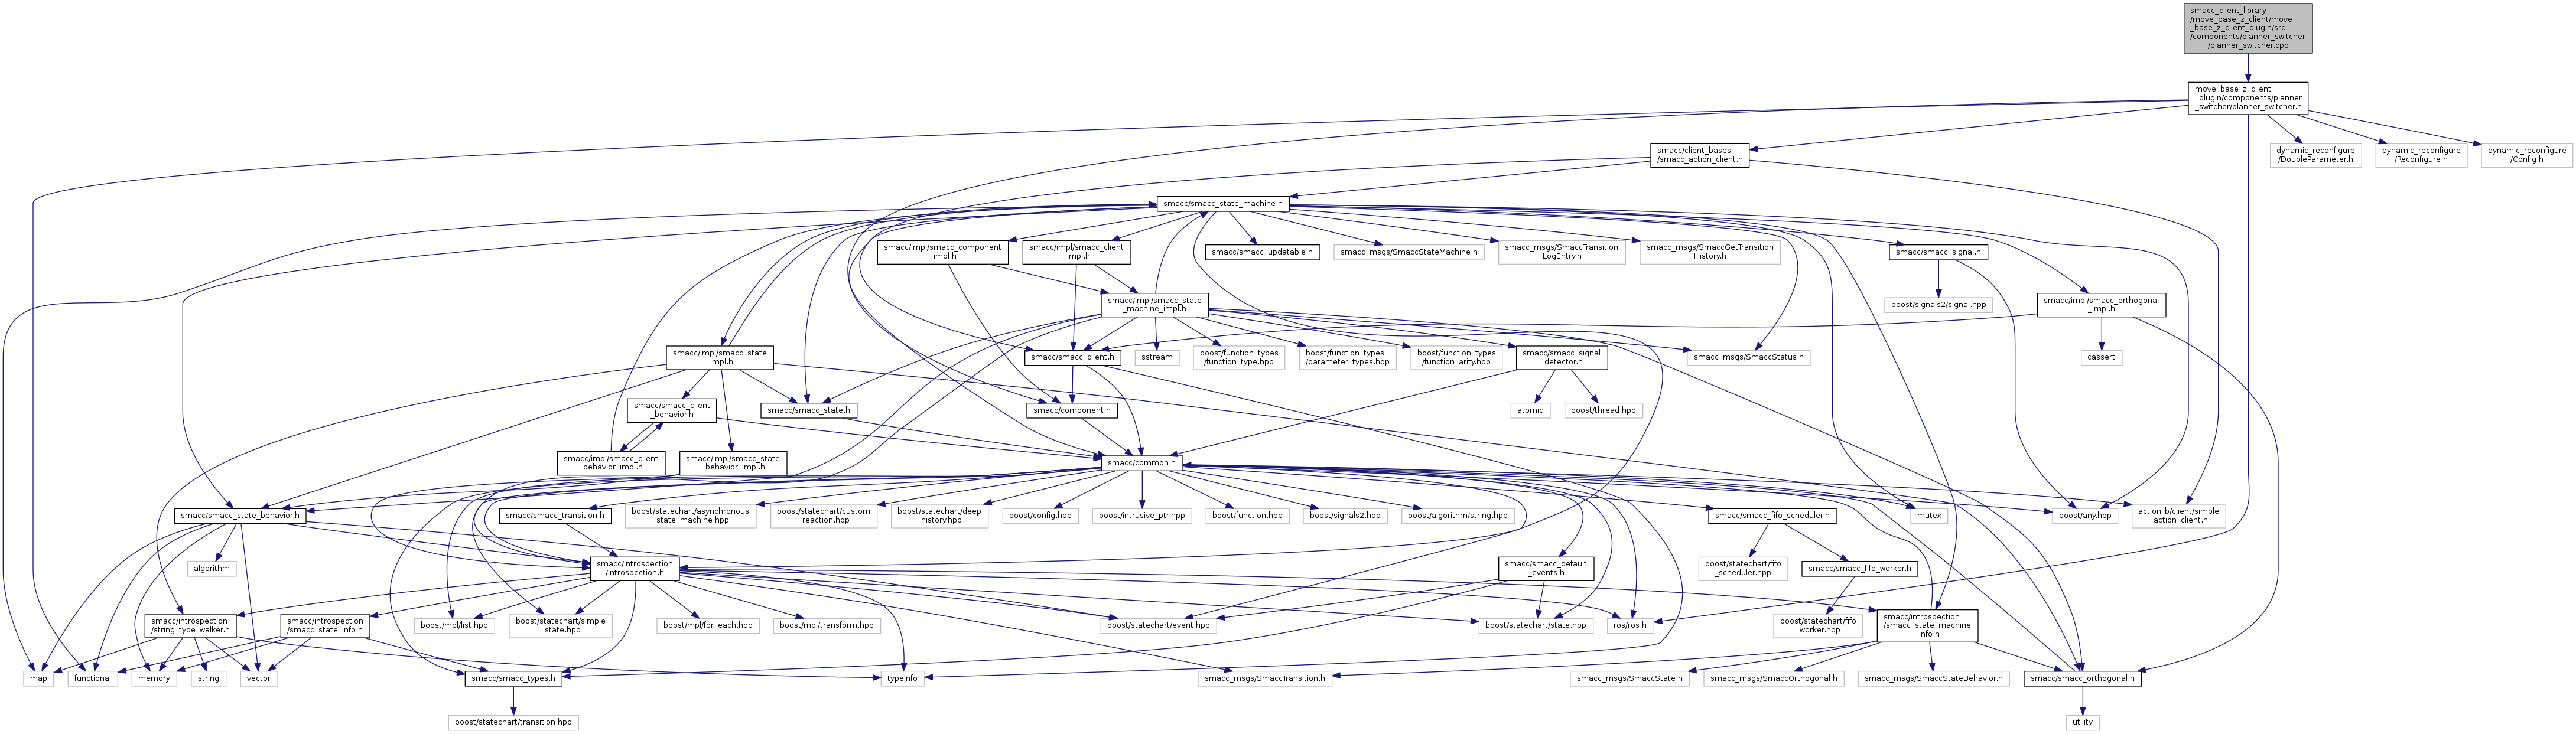 smacc_client_library
/move_base_z_client/move
_base_z_client_plugin/src
/components/planner_switcher
/planner_switcher.cpp
move_base_z_client
_plugin/components/planner
_switcher/planner_switcher.h
smacc/client_bases
/smacc_action_client.h
dynamic_reconfigure
/DoubleParameter.h
dynamic_reconfigure
/Reconfigure.h
dynamic_reconfigure
/Config.h
smacc/smacc_state_machine.h
smacc/impl/smacc_component
_impl.h
smacc/impl/smacc_client
_impl.h
smacc/smacc_updatable.h
smacc_msgs/SmaccStateMachine.h
smacc_msgs/SmaccTransition
LogEntry.h
smacc_msgs/SmaccGetTransition
History.h
smacc/smacc_signal.h
smacc/impl/smacc_state
_machine_impl.h
boost/signals2/signal.hpp
smacc/impl/smacc_orthogonal
_impl.h
smacc/impl/smacc_state
_impl.h
smacc/smacc_client.h
sstream
boost/function_types
/function_type.hpp
boost/function_types
/parameter_types.hpp
boost/function_types
/function_arity.hpp
smacc/smacc_signal
_detector.h
smacc_msgs/SmaccStatus.h
cassert
smacc/smacc_client
_behavior.h
smacc/smacc_state.h
smacc/component.h
atomic
boost/thread.hpp
smacc/impl/smacc_client
_behavior_impl.h
smacc/impl/smacc_state
_behavior_impl.h
smacc/common.h
smacc/smacc_state_behavior.h
smacc/smacc_transition.h
boost/statechart/asynchronous
_state_machine.hpp
boost/statechart/custom
_reaction.hpp
boost/statechart/deep
_history.hpp
boost/config.hpp
boost/intrusive_ptr.hpp
boost/function.hpp
boost/signals2.hpp
boost/algorithm/string.hpp
smacc/smacc_fifo_scheduler.h
mutex
boost/any.hpp
actionlib/client/simple
_action_client.h
algorithm
smacc/introspection
/introspection.h
smacc/smacc_default
_events.h
boost/statechart/fifo
_scheduler.hpp
smacc/smacc_fifo_worker.h
smacc/introspection
/string_type_walker.h
smacc/introspection
/smacc_state_info.h
boost/mpl/list.hpp
boost/statechart/simple
_state.hpp
boost/mpl/for_each.hpp
boost/mpl/transform.hpp
boost/statechart/event.hpp
boost/statechart/state.hpp
ros/ros.h
boost/statechart/fifo
_worker.hpp
smacc/introspection
/smacc_state_machine
_info.h
map
functional
memory
string
vector
smacc/smacc_types.h
typeinfo
smacc_msgs/SmaccTransition.h
smacc_msgs/SmaccState.h
smacc_msgs/SmaccOrthogonal.h
smacc_msgs/SmaccStateBehavior.h
smacc/smacc_orthogonal.h
boost/statechart/transition.hpp
utility